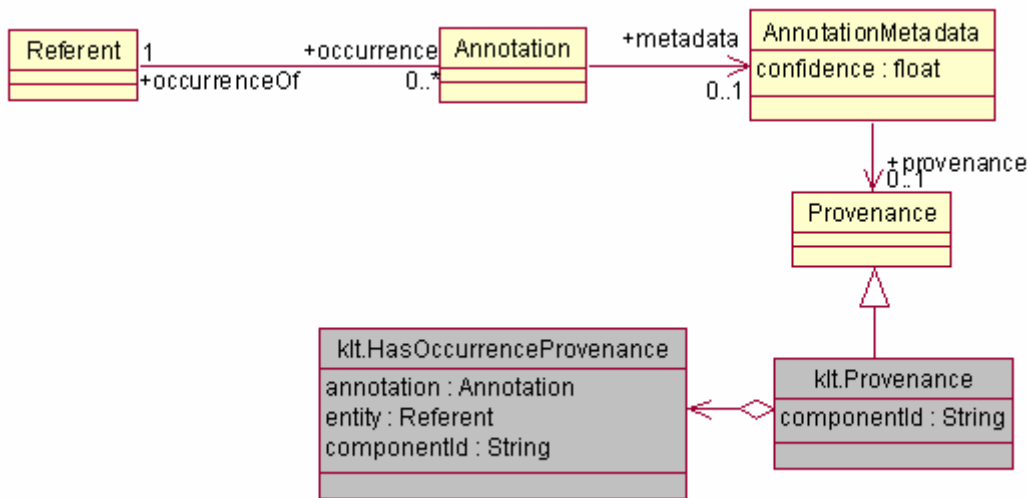 Referent
1
+occurrenceOf
+occurrence
0..*
Annotation
+metadata
0..1
AnnotationMetadata
confidence : float
+provenance
0..1
Provenance
klt.HasOccurrenceProvenance
annotation : Annotation
entity : Referent
componentId : String
klt.Provenance
componentId : String